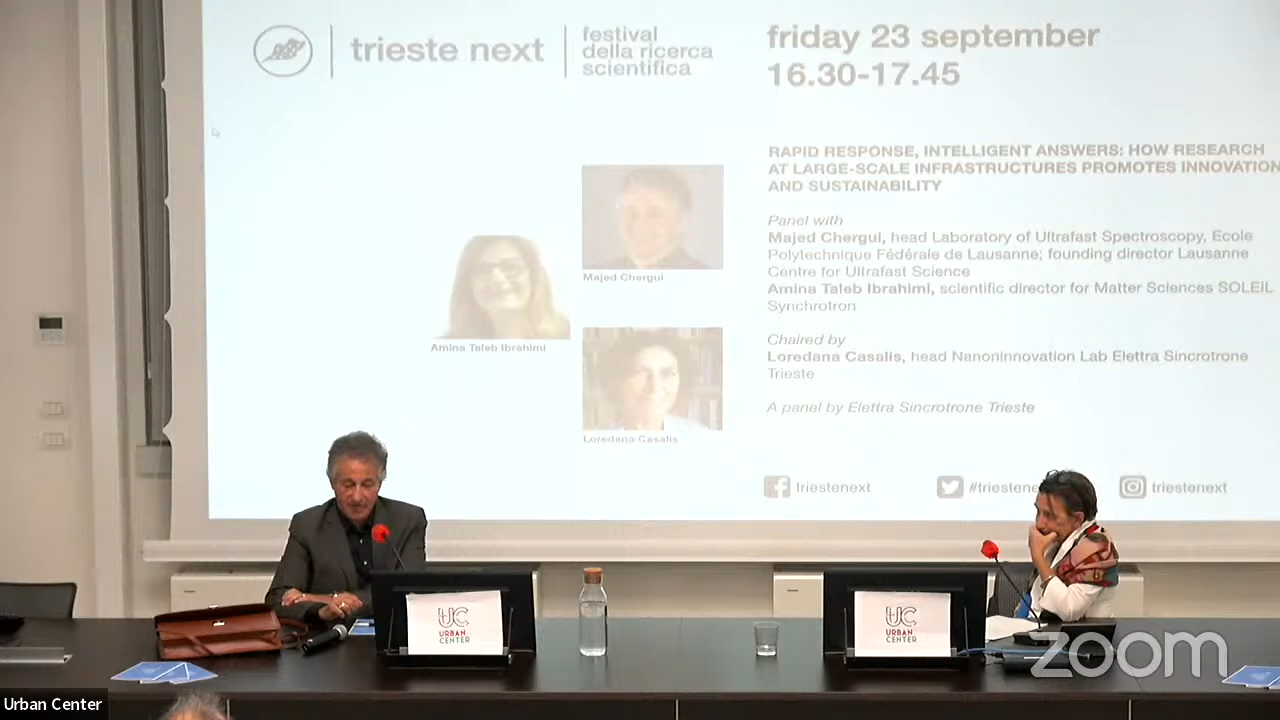 trieste next
festival
della ricerca
scientifica
friday 23 september
16.30-17.45
RAPID RESPONSE, INTELLIGENT ANSWERS: HOW RESEARCH
AT LARGE-SCALE INFRASTRUCTURES PROMOTES INNOVATION
AND SUSTAINABILITY
Panel with
Majed Chergui, head Laboratory of Ultrafast Spectroscopy, Ecole
Polytechnique Fédérale de Lausanne; founding director Lausanne
Centre for Ultrafast Science
Amina Taleb Ibrahimi, scientific director for Matter Sciences SOLEIL
Synchrotron
Chaired by
Loredana Casalis, head Nanoninnovation Lab Elettra Sincrotrone
Trieste
A panel by Elettra Sincrotrone Trieste
Majed Chergui
Amina Taleb Ibrahimi
Loredana Casalis
triestenext
#triestene
triestenext
UC
URBAN
CENTER
UC
URBAN
CENTER
zoom
Urban Center